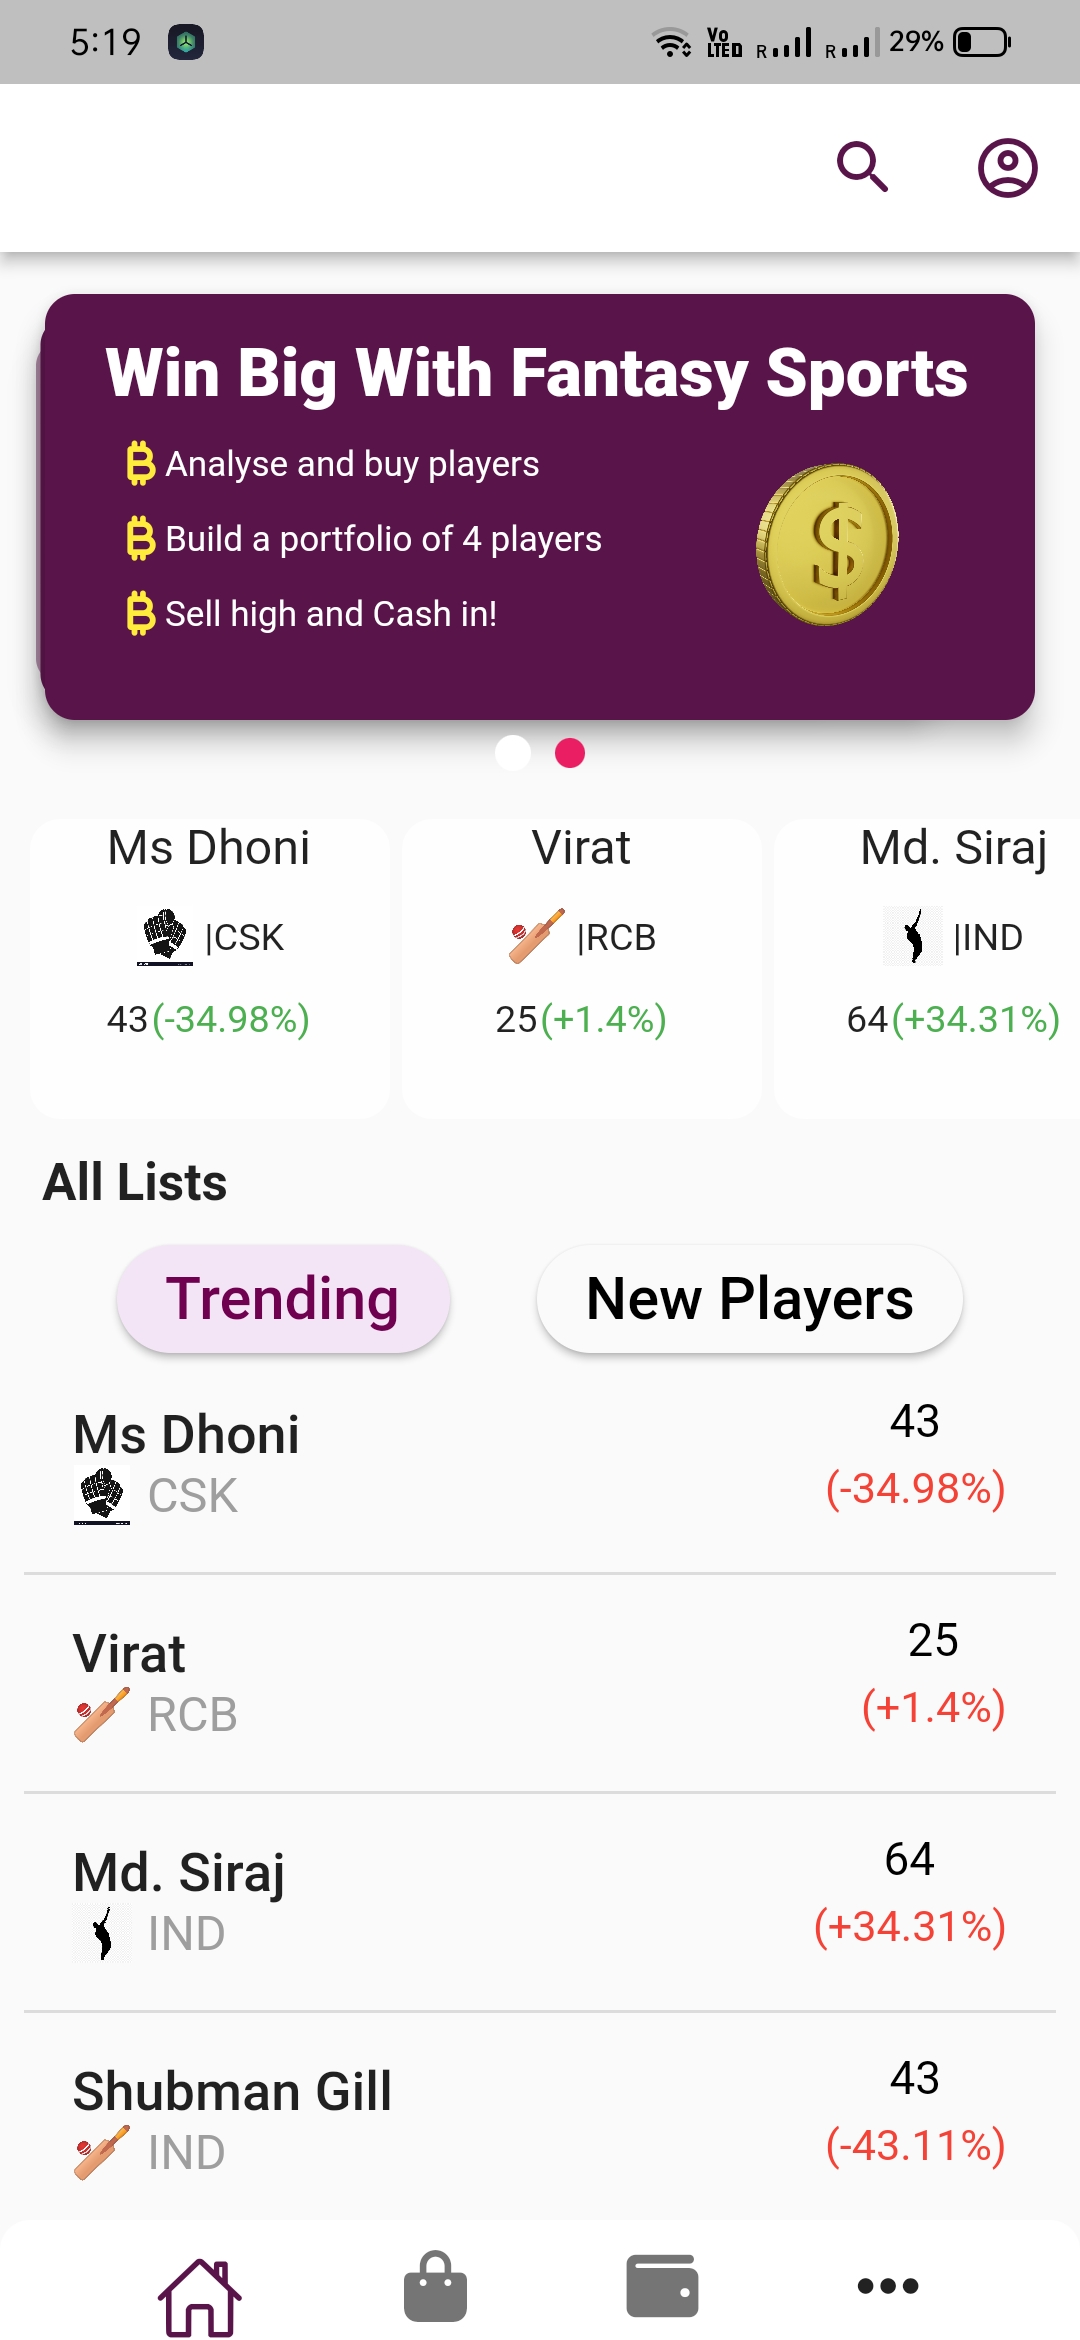 5:19
Vo LTED R R 29%
Win Big With Fantasy Sports
Analyse and buy players
Build a portfolio of 4 players
Sell high and Cash in!
Ms Dhoni
|CSK
43(-34.98%)
Virat
|RCB
25(+1.4%)
Md. Siraj
|IND
64(+34.31%)
All Lists
Trending
New Players
Ms Dhoni
43
CSK
(-34.98%)
Virat
25
RCB
(+1.4%)
Md. Siraj
64
IND
(+34.31%)
Shubman Gill
43
IND
(-43.11%)